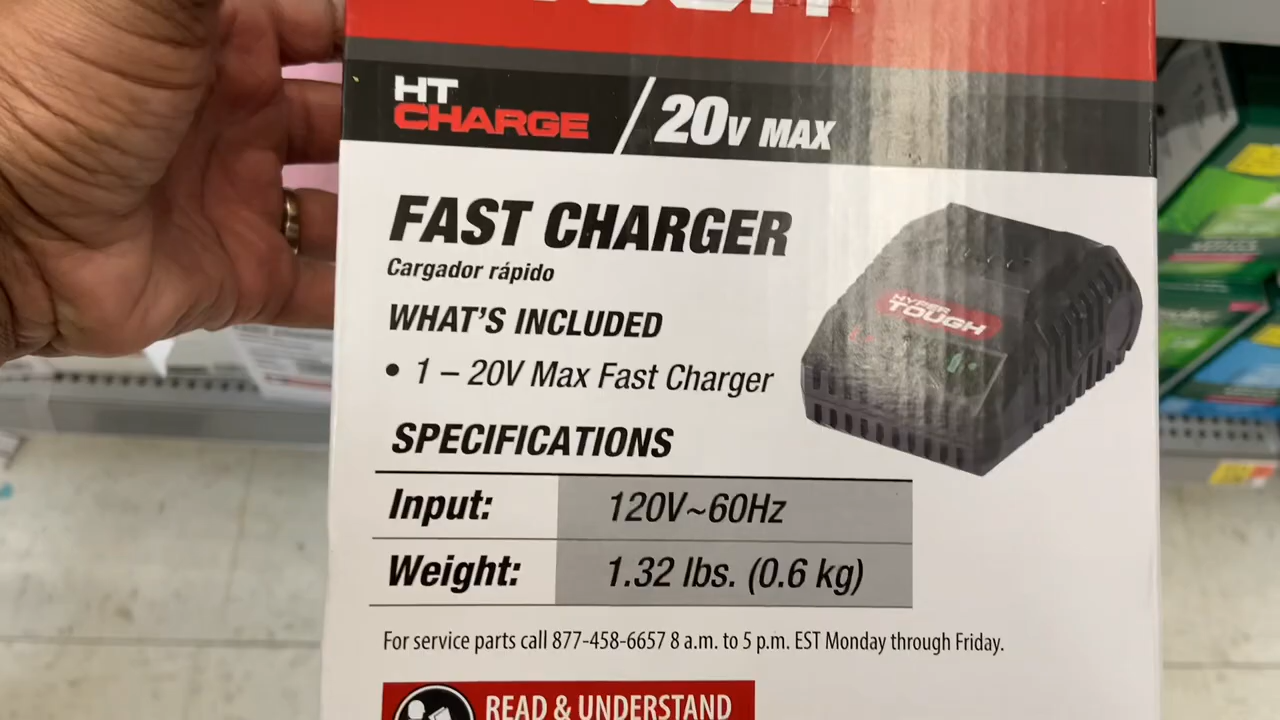 HT
CHARGE
20V MAX
FAST CHARGER
Cargador rápido
WHAT'S INCLUDED
• 1 – 20V Max Fast Charger
HYPER
TOUGH
SPECIFICATIONS
Input: 120V~60Hz
Weight: 1.32 lbs. (0.6 kg)
For service parts call 877-458-6657 8 a.m. to 5 p.m. EST Monday through Friday.
READ & UNDERSTAND